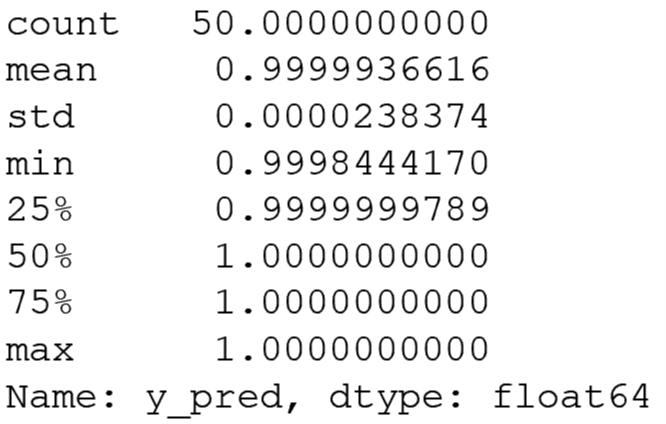 count 50.0000000000
mean 0.9999936616
std 0.0000238374
min 0.9998444170
25% 0.9999999789
50% 1.0000000000
75% 1.0000000000
max 1.0000000000
Name: y_pred, dtype: float64